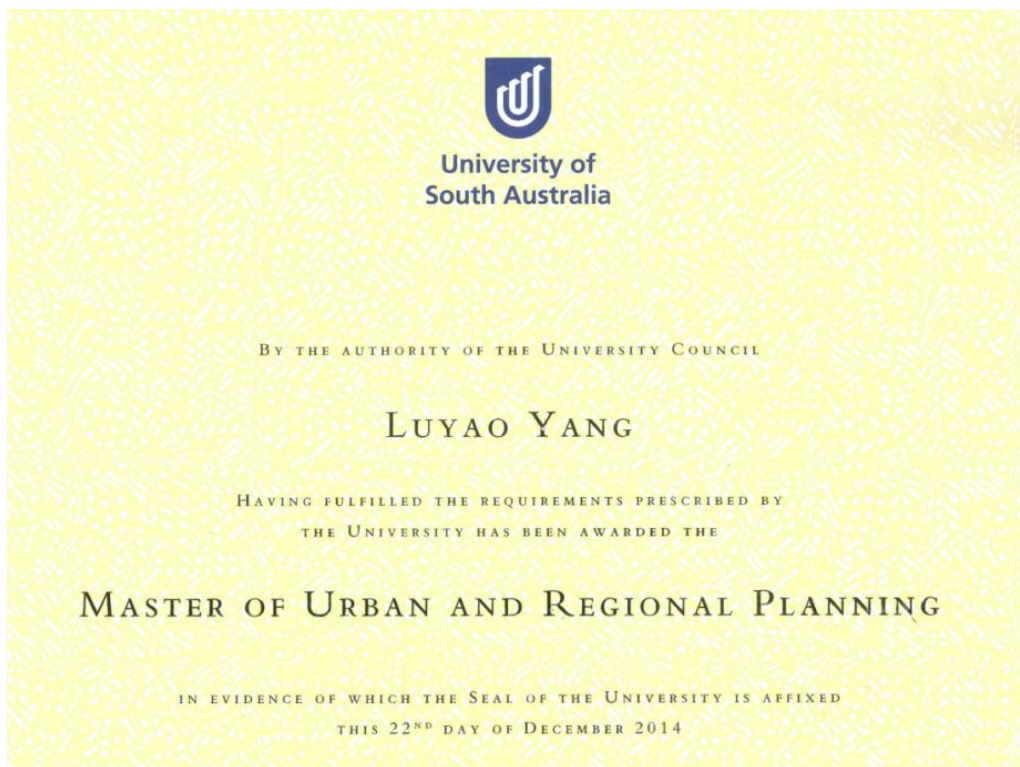 University of
South Australia
By the authority of the University Council
Luyao Yang
Having fulfilled the requirements prescribed by
the University has been awarded the
Master of Urban and Regional Planning
in evidence of which the Seal of the University is affixed
this 22nd day of December 2014